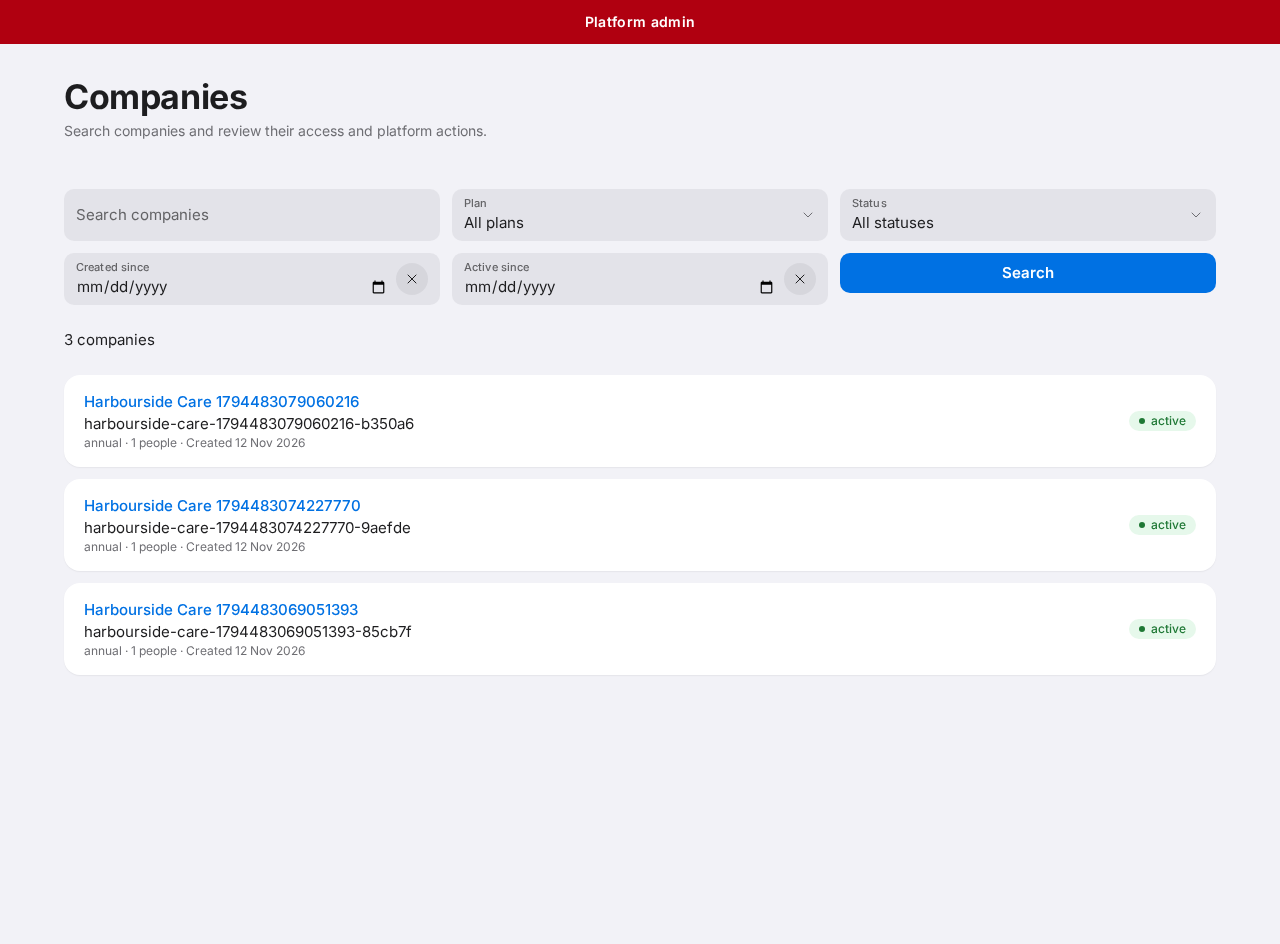 Platform admin
Companies
Search companies and review their access and platform actions.
Search companies
Plan
All plans
Status
All statuses
Created since
mm/dd/yyyy
Active since
mm/dd/yyyy
Search
3 companies
Harbourside Care 1794483079060216
harbourside-care-1794483079060216-b350a6
annual · 1 people · Created 12 Nov 2026
active
Harbourside Care 1794483074227770
harbourside-care-1794483074227770-9aefde
annual · 1 people · Created 12 Nov 2026
active
Harbourside Care 1794483069051393
harbourside-care-1794483069051393-85cb7f
annual · 1 people · Created 12 Nov 2026
active